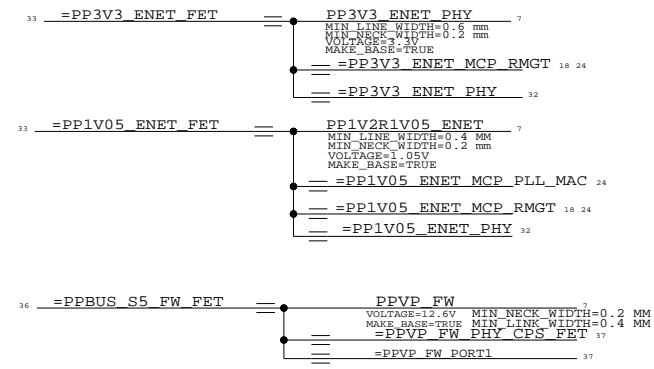 33 =PP3V3_ENET_FET PP3V3_ENET_PHY 7
MIN_LINE_WIDTH=0.6 mm
MIN_NECK_WIDTH=0.2 mm
VOLTAGE=3.3V
MAKE_BASE=TRUE
=PP3V3_ENET_MCP_RMGT 18 24
=PP3V3_ENET_PHY 32
33 =PP1V05_ENET_FET PP1V2R1V05_ENET 7
MIN_LINE_WIDTH=0.4 MM
MIN_NECK_WIDTH=0.2 mm
VOLTAGE=1.05V
MAKE_BASE=TRUE
=PP1V05_ENET_MCP_PLL_MAC 24
=PP1V05_ENET_MCP_RMGT 18 24
=PP1V05_ENET_PHY 32
36 =PPBUS_S5_FW_FET PPVP_FW 7
VOLTAGE=12.6V MIN_NECK_WIDTH=0.2 MM
MAKE_BASE=TRUE MIN_LINK_WIDTH=0.4 MM
=PPVP_FW_PHY_CPS_FET 37
=PPVP_FW_PORT1 37